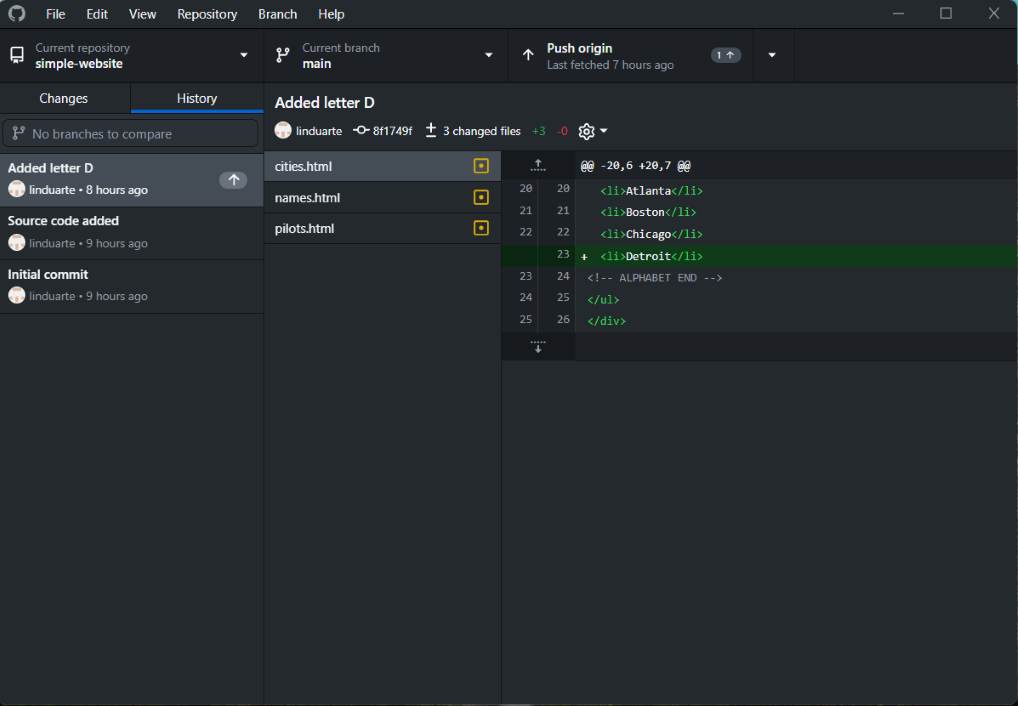 File Edit View Repository Branch Help
Current repository
simple-website
Current branch
main
Push origin
Last fetched 7 hours ago
1
Changes History
No branches to compare
Added letter D
linduarte • 8 hours ago
Source code added
linduarte • 9 hours ago
Initial commit
linduarte • 9 hours ago
Added letter D
linduarte 8f1749f 3 changed files +3 -0
cities.html
names.html
pilots.html
@@ -20,6 +20,7 @@
20 20 <li>Atlanta</li>
21 21 <li>Boston</li>
22 22 <li>Chicago</li>
23 + <li>Detroit</li>
23 24 <!-- ALPHABET END -->
24 25 </ul>
25 26 </div>